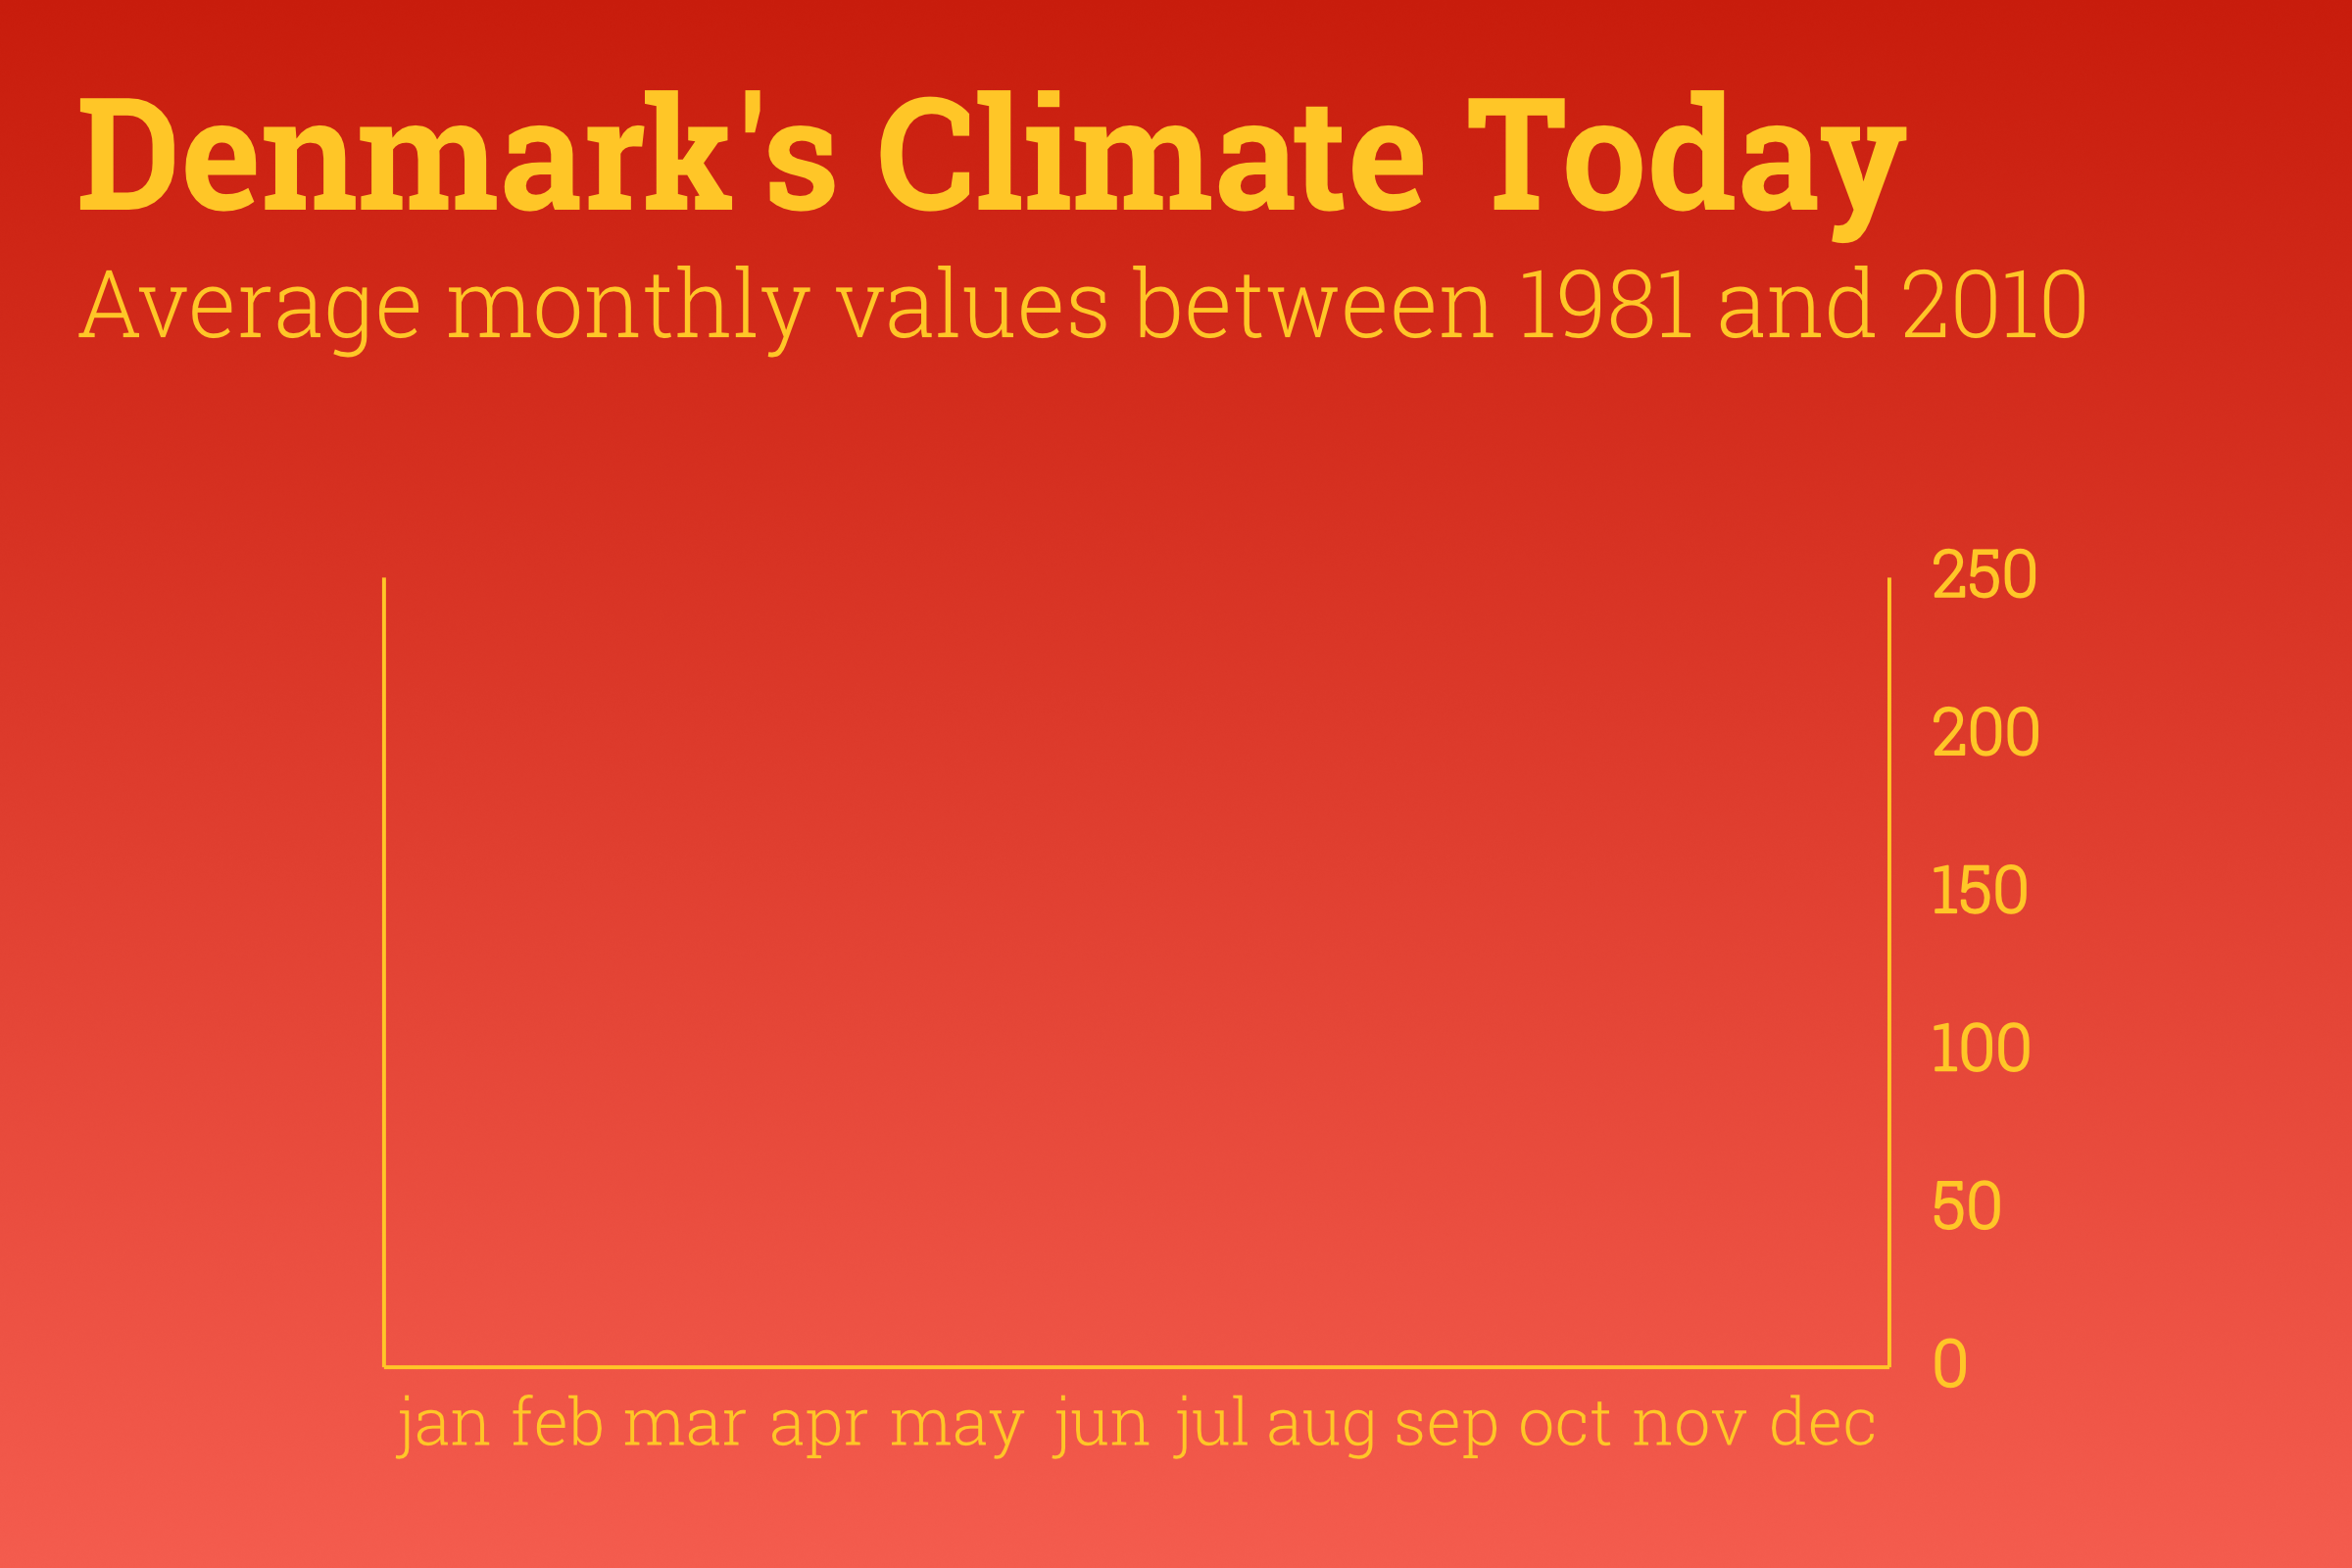 Denmark's Climate Today
Average monthly values between 1981 and 2010
250
200
150
100
50
0
jan feb mar apr may jun jul aug sep oct nov dec